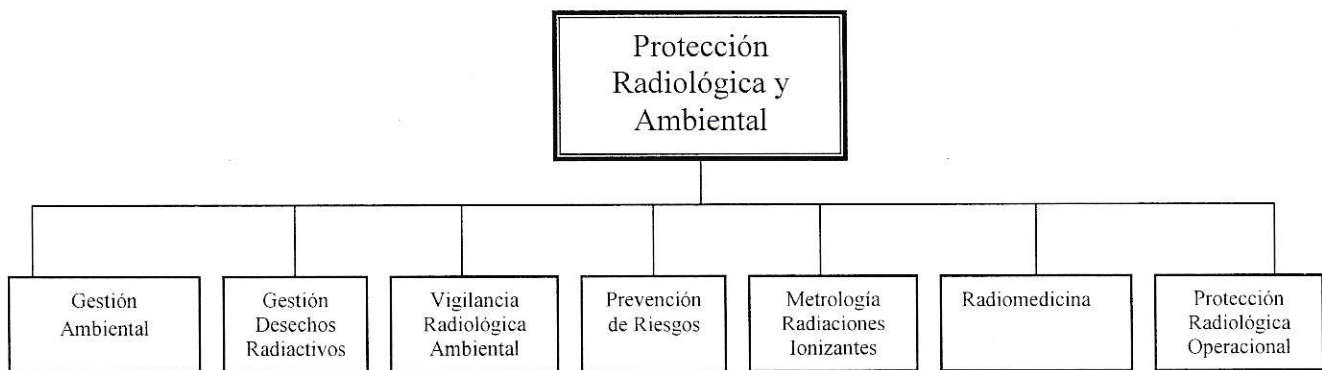 Protección
Radiológica y
Ambiental
Gestión
Ambiental
Gestión
Desechos
Radiactivos
Vigilancia
Radiológica
Ambiental
Prevención
de Riesgos
Metrología
Radiaciones
Ionizantes
Radiomedicina
Protección
Radiológica
Operacional